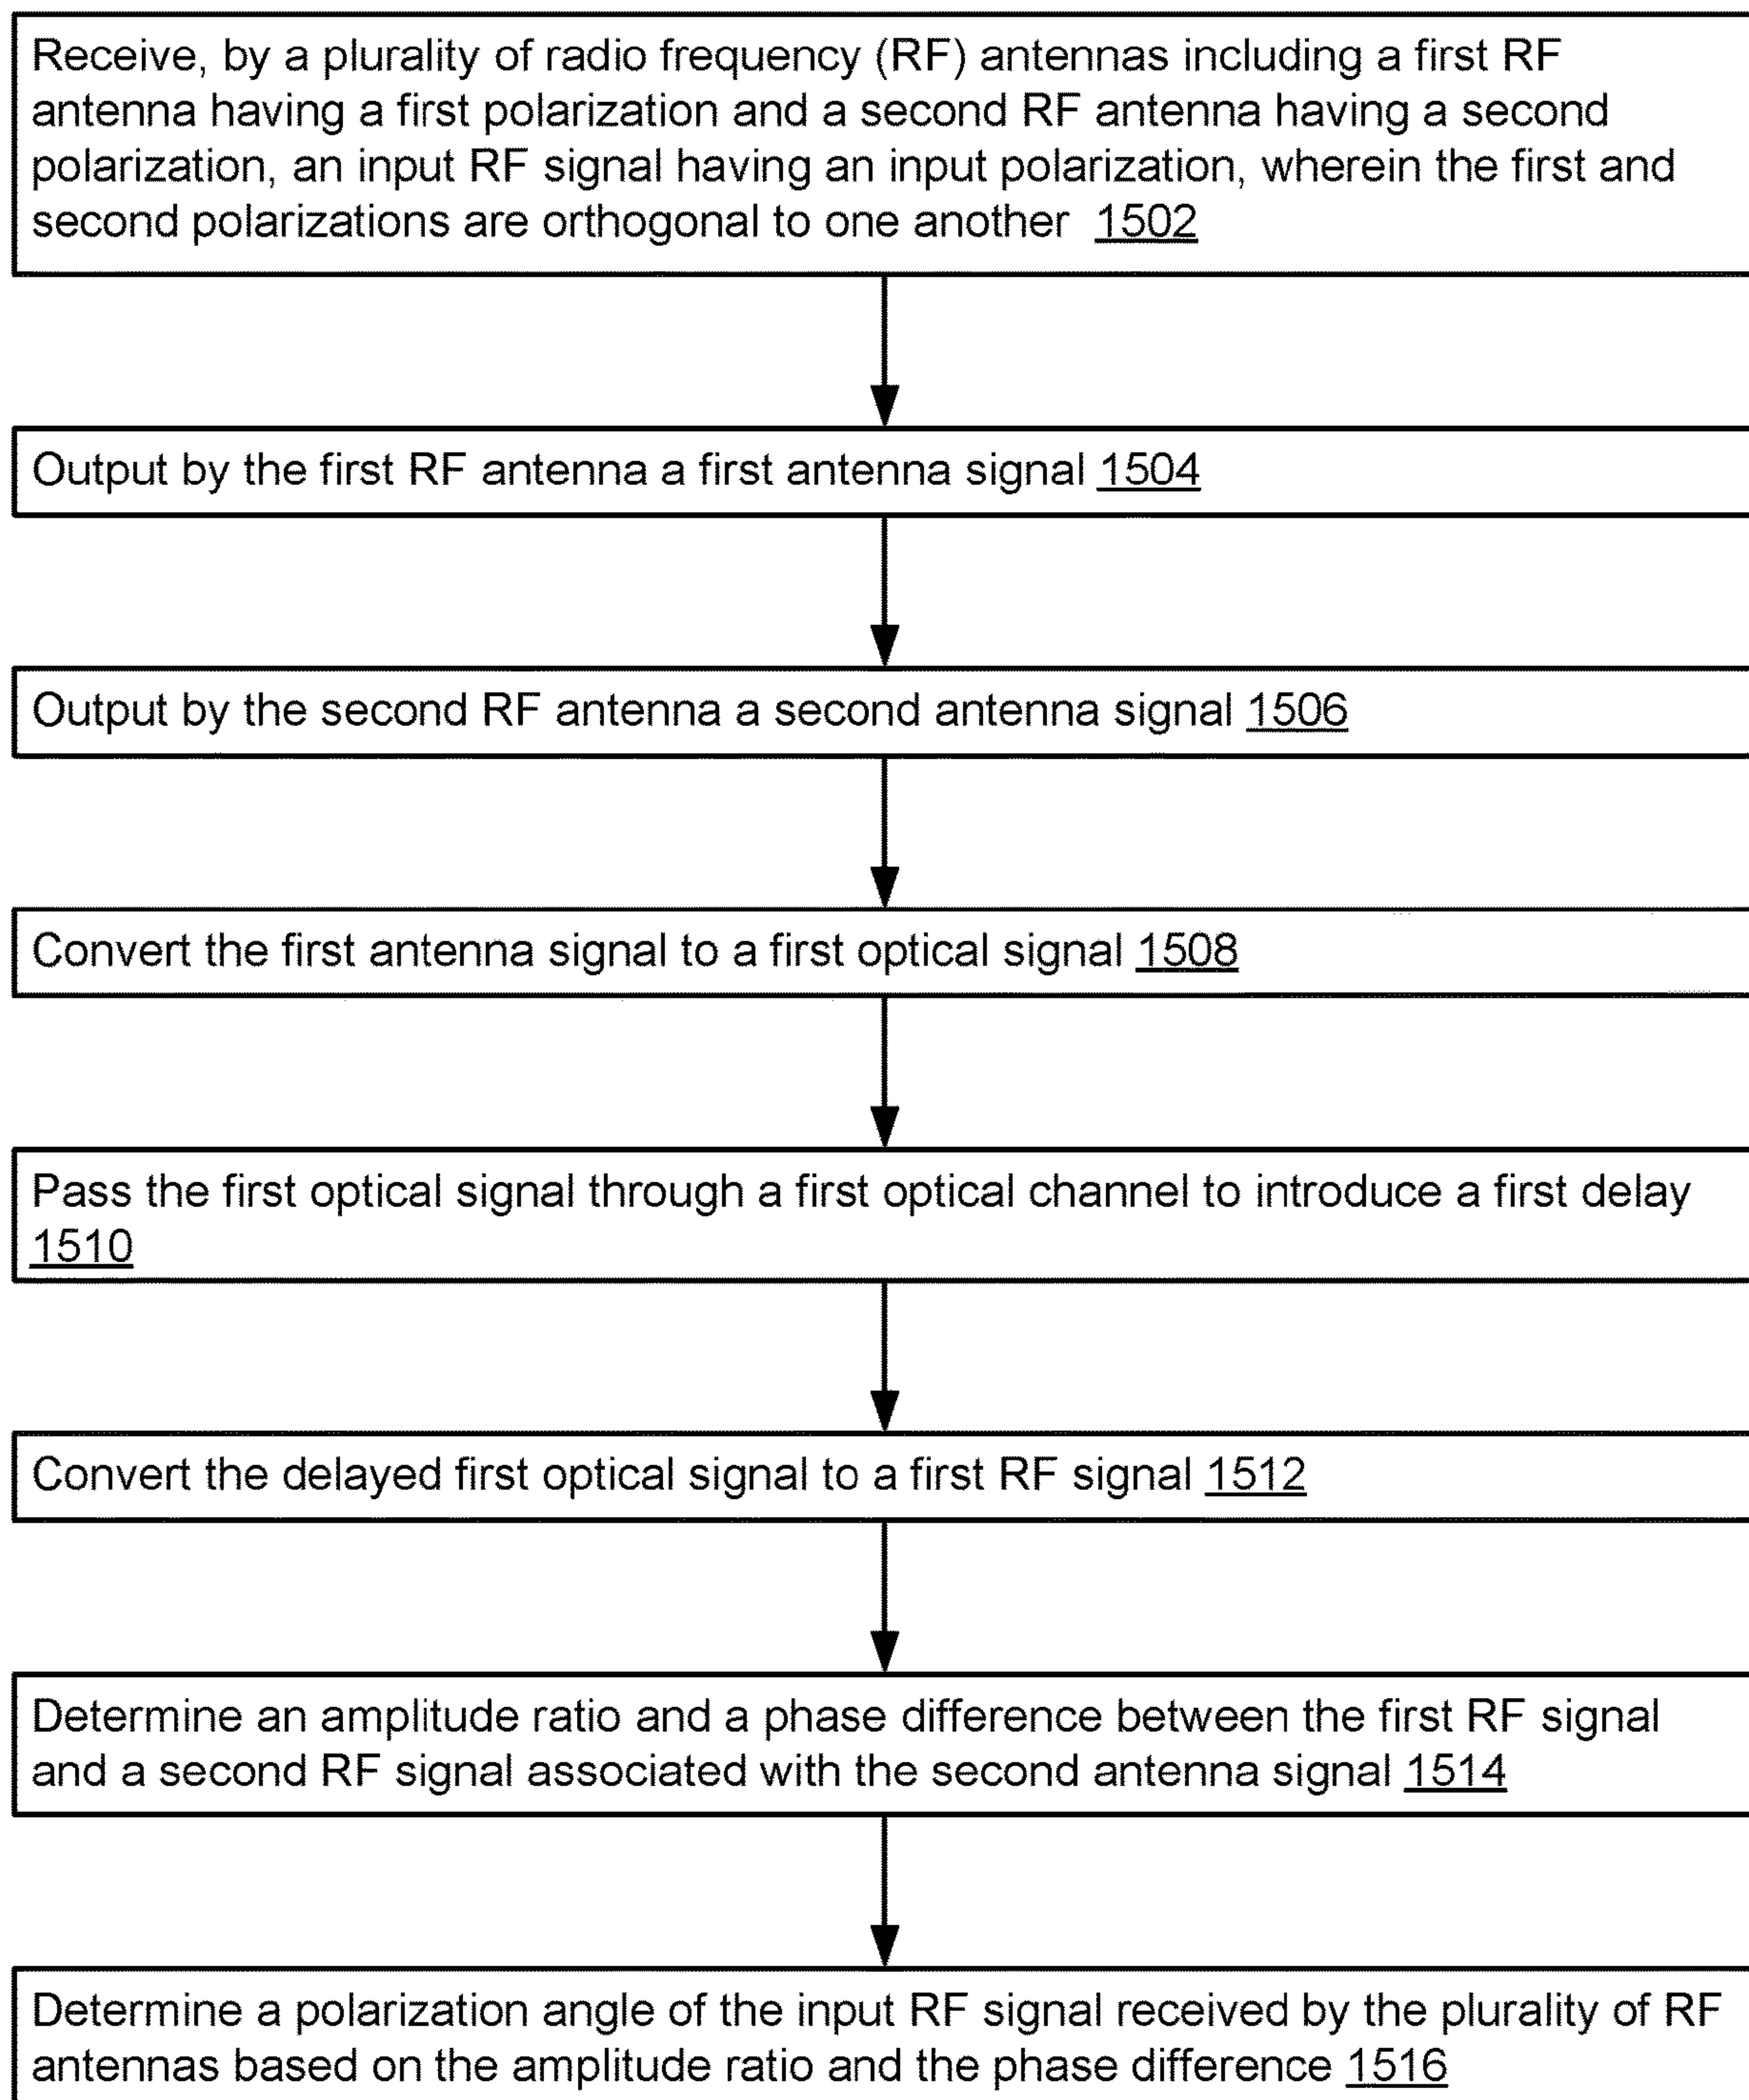 Receive, by a plurality of radio frequency (RF) antennas including a first RF
antenna having a first polarization and a second RF antenna having a second
polarization, an input RF signal having an input polarization, wherein the first and
second polarizations are orthogonal to one another 1502
Output by the first RF antenna a first antenna signal 1504
Output by the second RF antenna a second antenna signal 1506
Convert the first antenna signal to a first optical signal 1508
Pass the first optical signal through a first optical channel to introduce a first delay
1510
Convert the delayed first optical signal to a first RF signal 1512
Determine an amplitude ratio and a phase difference between the first RF signal
and a second RF signal associated with the second antenna signal 1514
Determine a polarization angle of the input RF signal received by the plurality of RF
antennas based on the amplitude ratio and the phase difference 1516